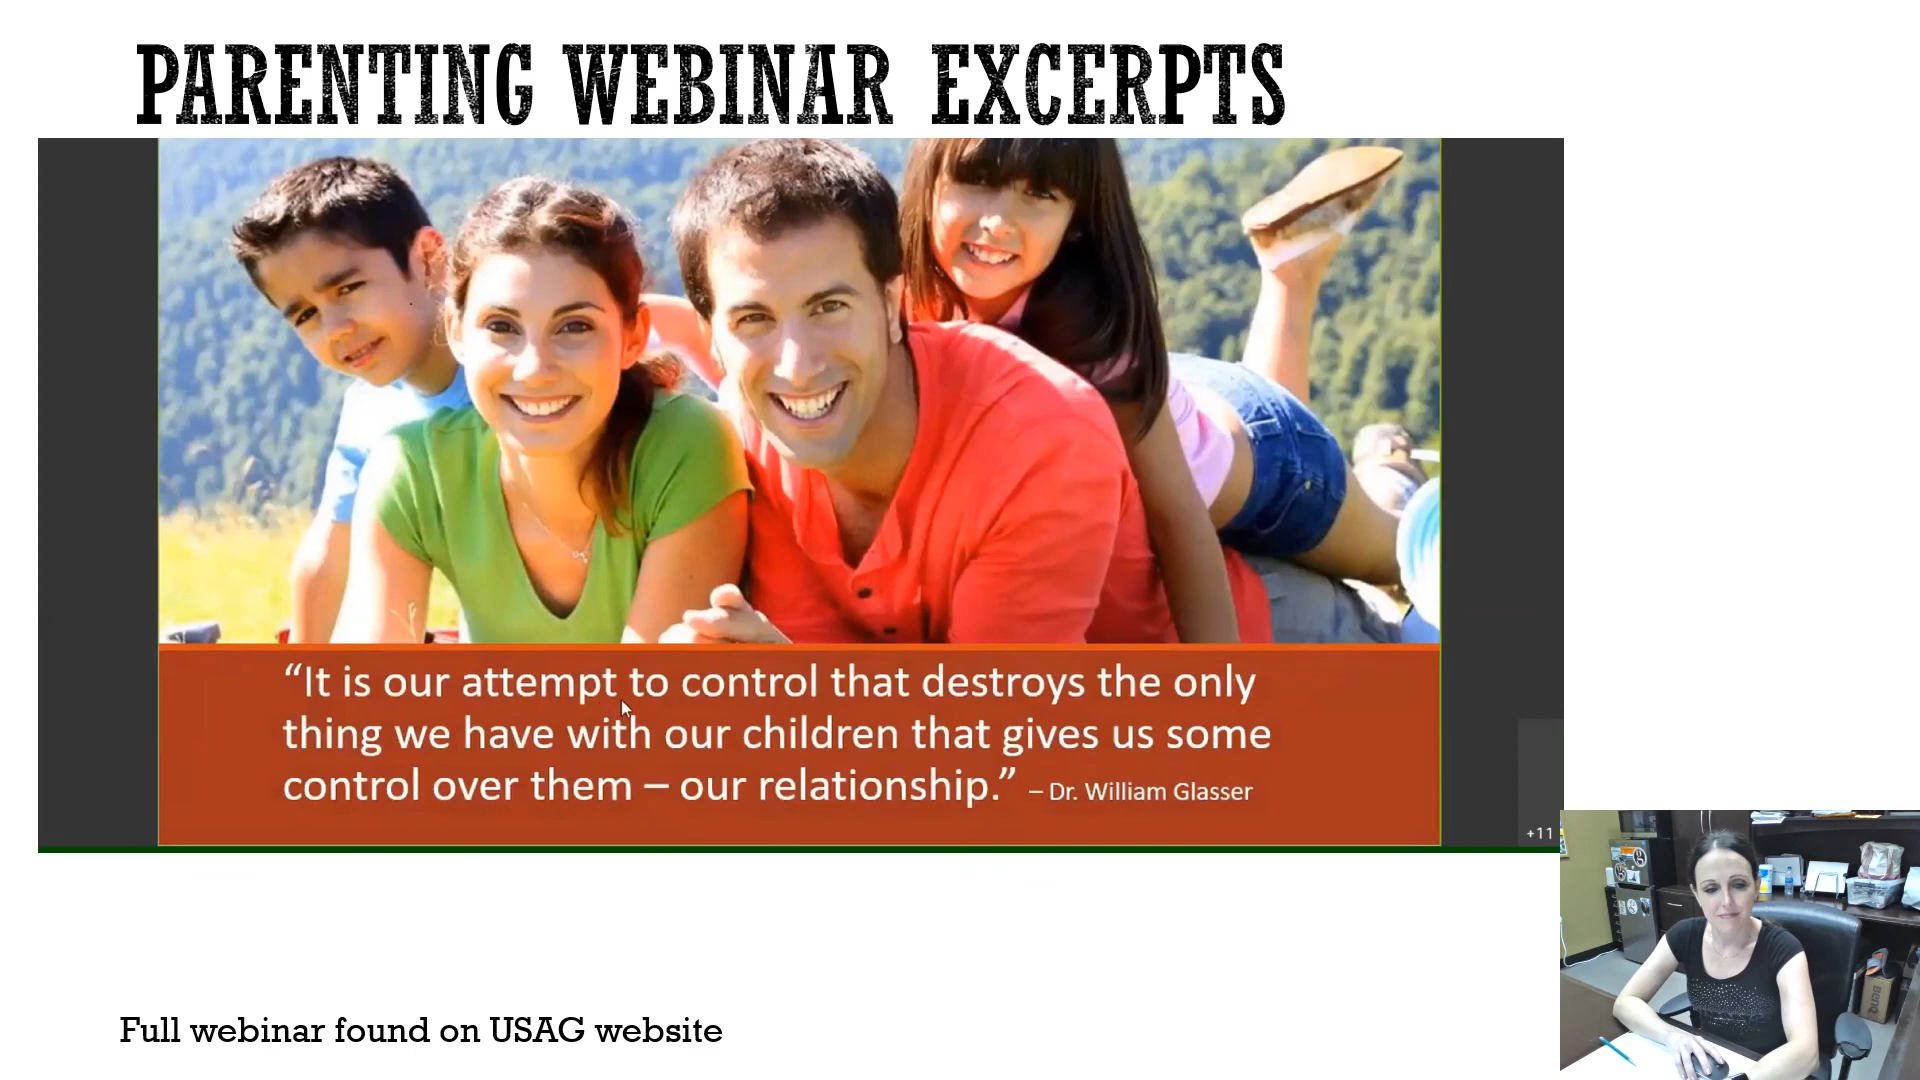 PARENTING WEBINAR EXCERPTS
“It is our attempt to control that destroys the only
thing we have with our children that gives us some
control over them – our relationship.” – Dr. William Glasser
+11
BenQ
Full webinar found on USAG website